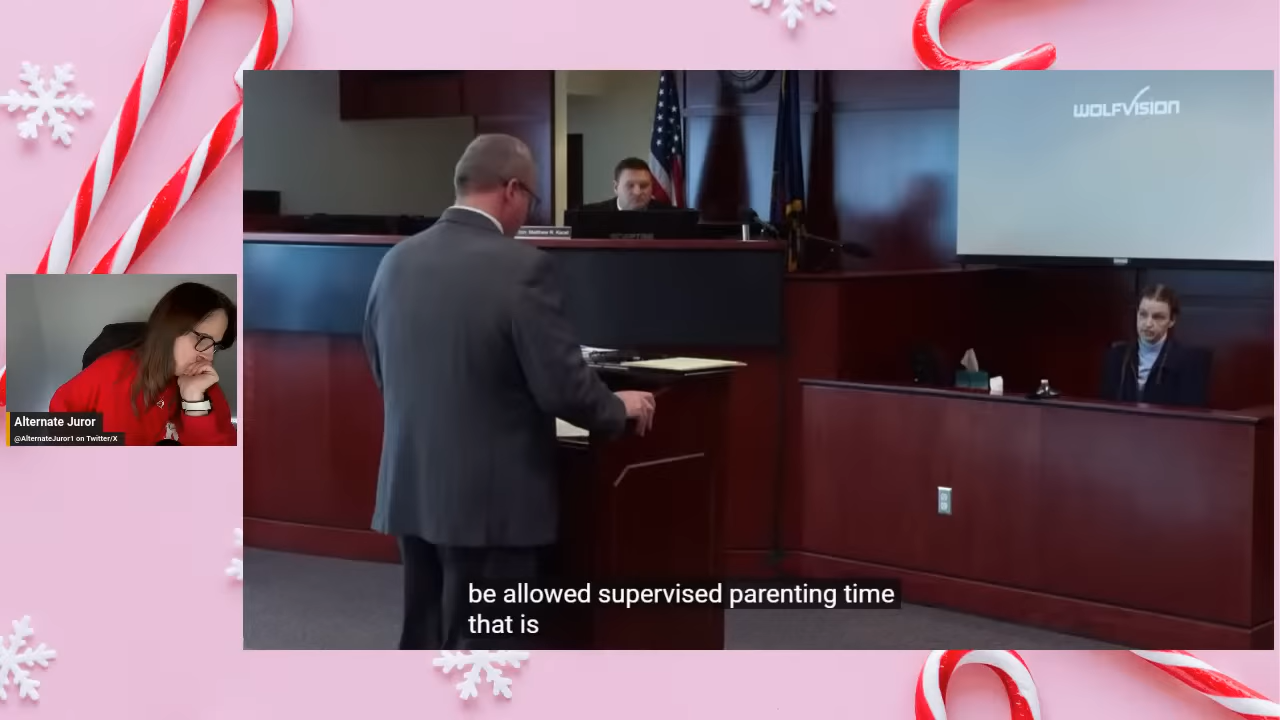 WOLFVISION
Alternate Juror
@AlternateJuror1 on Twitter/X
be allowed supervised parenting time
that is